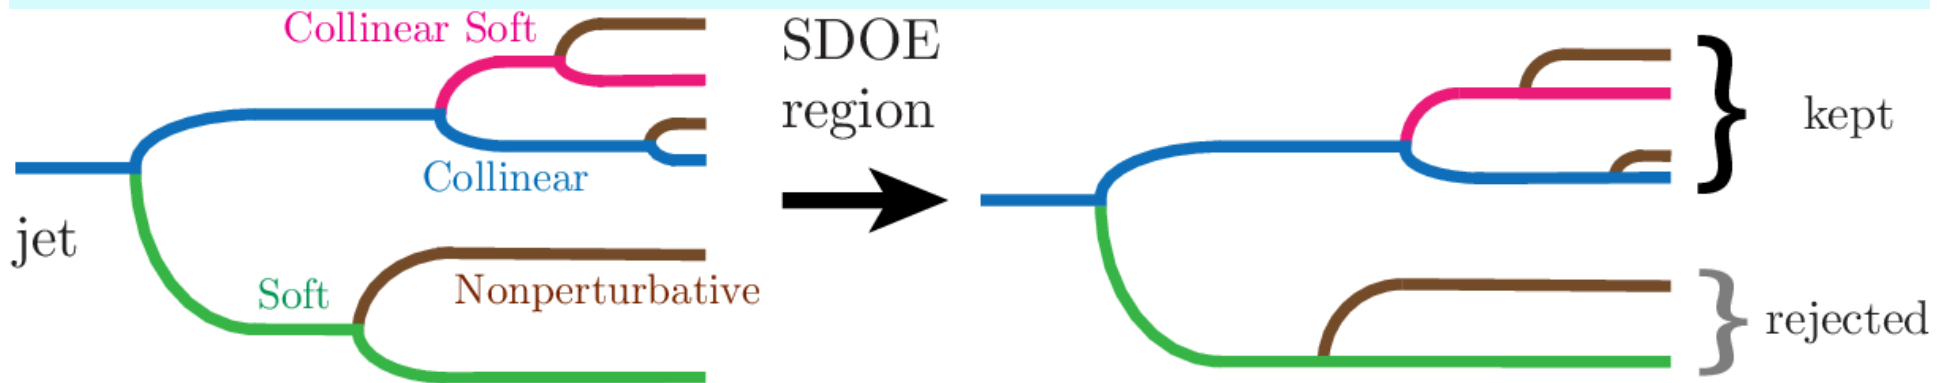 Collinear Soft
Collinear
jet
Soft
Nonperturbative
SDOE
region
kept
rejected